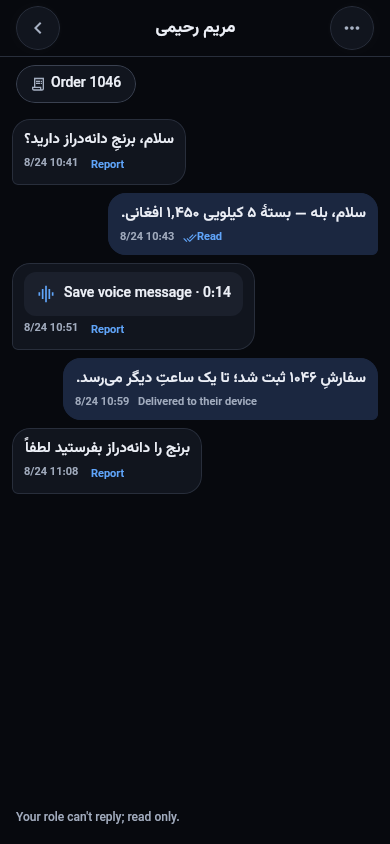 مریم رحیمی
Order 1046
سلام، برنجِ دانه‌دراز دارید؟
8/24 10:41 Report
سلام، بله — بستهٔ ۵ کیلویی ۱,۴۵۰ افغانی.
8/24 10:43 Read
Save voice message · 0:14
8/24 10:51 Report
سفارشِ ۱۰۴۶ ثبت شد؛ تا یک ساعتِ دیگر می‌رسد.
8/24 10:59 Delivered to their device
برنج را دانه‌دراز بفرستید لطفاً
8/24 11:08 Report
Your role can't reply; read only.